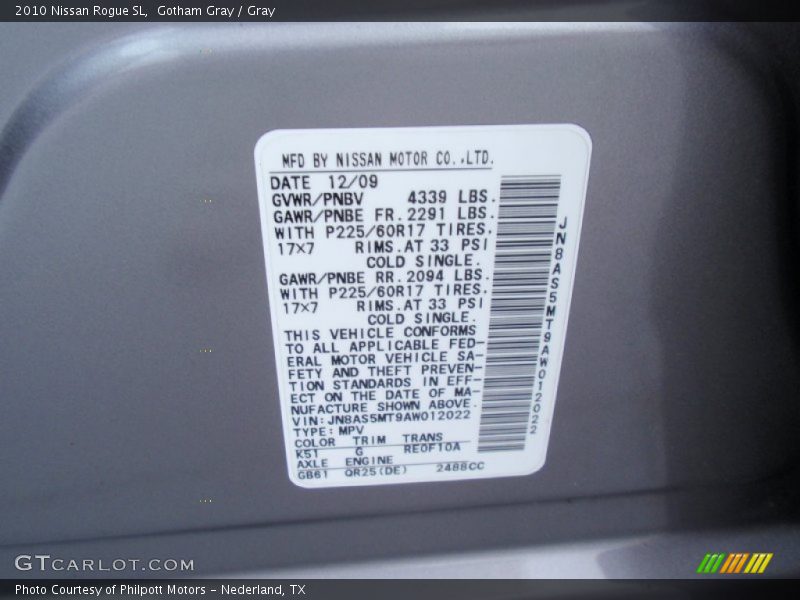 2010 Nissan Rogue SL,  Gotham Gray / Gray
MFD BY NISSAN MOTOR CO.,LTD.
DATE 12/09
GVWR/PNBV 4339 LBS.
GAWR/PNBE FR. 2291 LBS.
WITH P225/60R17 TIRES,
17×7 RIMS.AT 33 PSI
COLD SINGLE.
GAWR/PNBE RR. 2094 LBS.
WITH P225/60R17 TIRES,
17×7 RIMS.AT 33 PSI
COLD SINGLE.
THIS VEHICLE CONFORMS
TO ALL APPLICABLE FED-
ERAL MOTOR VEHICLE SA-
FETY AND THEFT PREVEN-
TION STANDARDS IN EFF-
ECT ON THE DATE OF MA-
NUFACTURE SHOWN ABOVE.
VIN:JN8AS5MT9AW012022
TYPE: MPV
COLOR TRIM TRANS
K51 G RE0F10A
AXLE ENGINE
GB61 QR25(DE) 2488CC
JN8AS5MT9AW012022
GTCARLOT.COM
Photo Courtesy of Philpott Motors - Nederland, TX